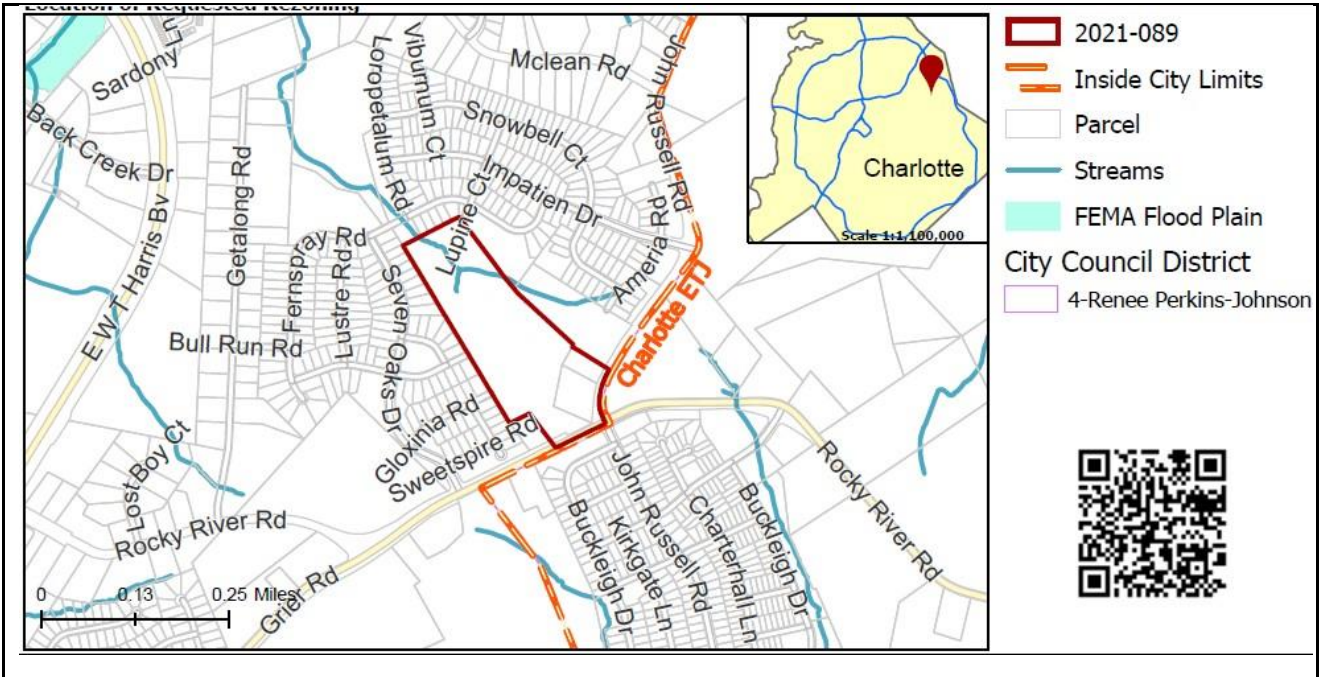 Location of Requested Rezoning
Sardony Ln
Back Creek Dr
E W T Harris Bv
Getalong Rd
Loropetalum Rd
Viburnum Ct
Mclean Rd
Snowbell Ct
Impatien Dr
John Russell Rd
Lupine Ct
Ameria Rd
Fernspray Rd
Lustre Rd
Bull Run Rd
Seven Oaks Dr
Gloxinia Rd
Sweetspire Rd
Charlotte ETJ
Lost Boy Ct
Rocky River Rd
Grier Rd
Buckleigh Dr
Kirkgate Ln
John Russell Rd
Charterhall Ln
Buckleigh Dr
Rocky River Rd
0 0.13 0.25 Miles
Charlotte
Scale 1:1,100,000
2021-089
Inside City Limits
Parcel
Streams
FEMA Flood Plain
City Council District
4-Renee Perkins-Johnson